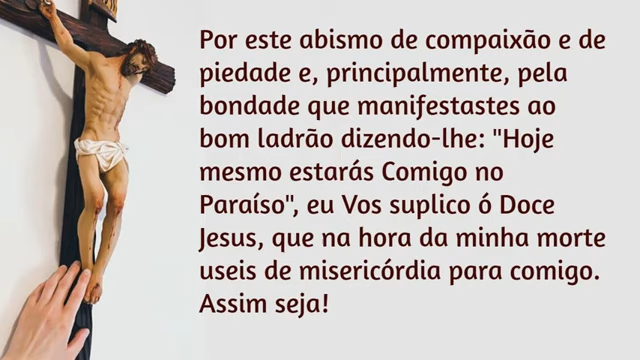 Por este abismo de compaixão e de
piedade e, principalmente, pela
bondade que manifestastes ao
bom ladrão dizendo-lhe: "Hoje
mesmo estarás Comigo no
Paraíso", eu Vos suplico ó Doce
Jesus, que na hora da minha morte
useis de misericórdia para comigo.
Assim seja!